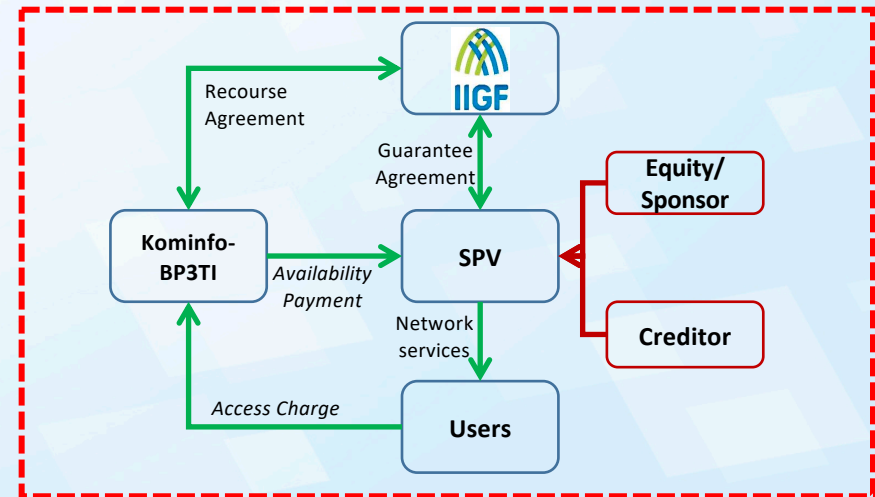 IIGF
Recourse
Agreement
Guarantee
Agreement
Equity/
Sponsor
Kominfo-
BP3TI
Availability
Payment
SPV
Network
services
Creditor
Access Charge
Users